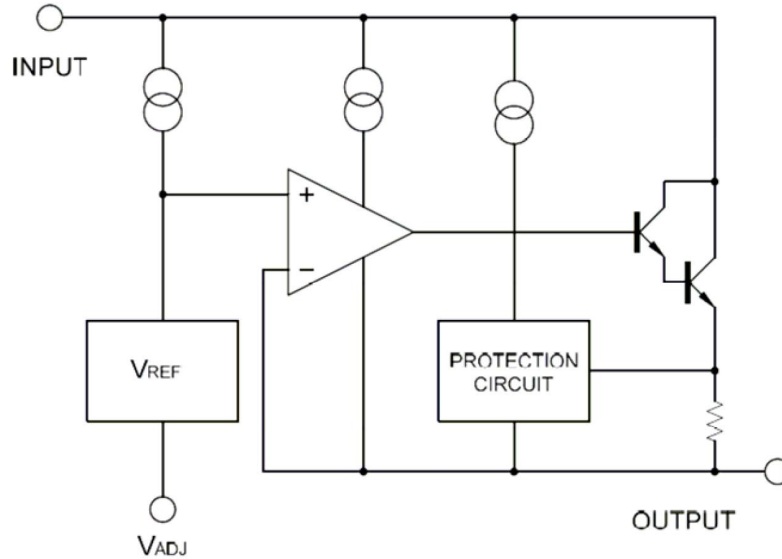 INPUT
+
−
VREF
PROTECTION
CIRCUIT
OUTPUT
VADJ